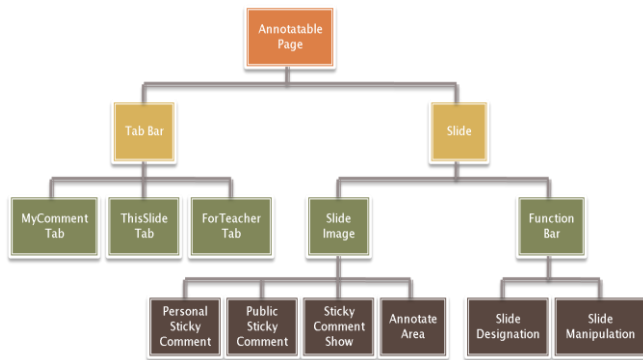 Annotatable
Page
Tab Bar
Slide
MyComment
Tab
ThisSlide
Tab
ForTeacher
Tab
Slide
Image
Function
Bar
Personal
Sticky
Comment
Public
Sticky
Comment
Sticky
Comment
Show
Annotate
Area
Slide
Designation
Slide
Manipulation